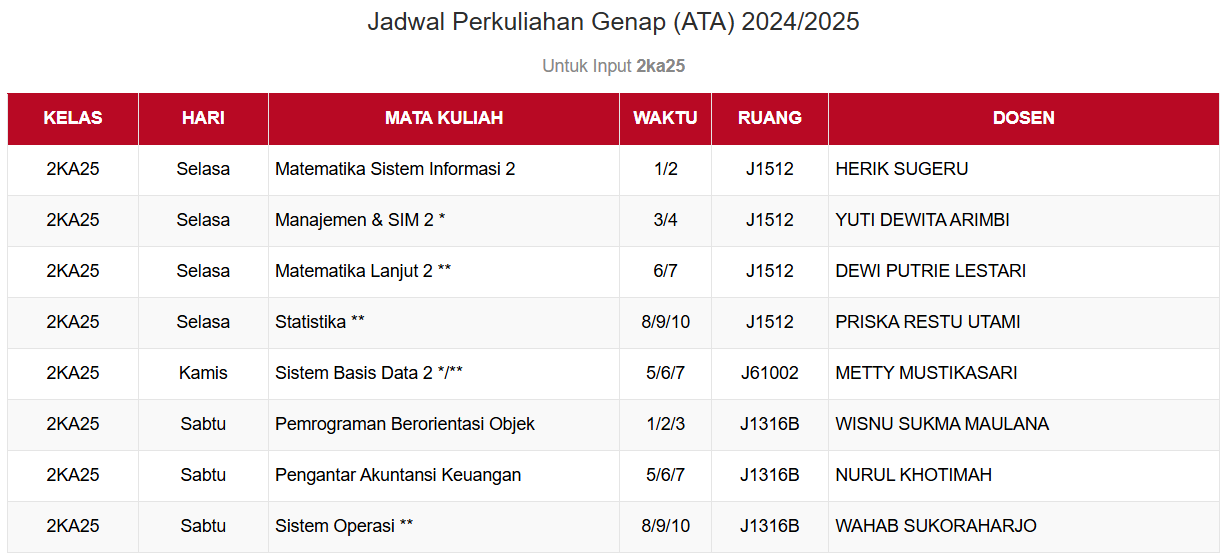 Jadwal Perkuliahan Genap (ATA) 2024/2025
Untuk Input 2ka25
KELAS HARI MATA KULIAH WAKTU RUANG DOSEN
2KA25 Selasa Matematika Sistem Informasi 2 1/2 J1512 HERIK SUGERU
2KA25 Selasa Manajemen & SIM 2 * 3/4 J1512 YUTI DEWITA ARIMBI
2KA25 Selasa Matematika Lanjut 2 ** 6/7 J1512 DEWI PUTRIE LESTARI
2KA25 Selasa Statistika ** 8/9/10 J1512 PRISKA RESTU UTAMI
2KA25 Kamis Sistem Basis Data 2 */** 5/6/7 J61002 METTY MUSTIKASARI
2KA25 Sabtu Pemrograman Berorientasi Objek 1/2/3 J1316B WISNU SUKMA MAULANA
2KA25 Sabtu Pengantar Akuntansi Keuangan 5/6/7 J1316B NURUL KHOTIMAH
2KA25 Sabtu Sistem Operasi ** 8/9/10 J1316B WAHAB SUKORAHARJO